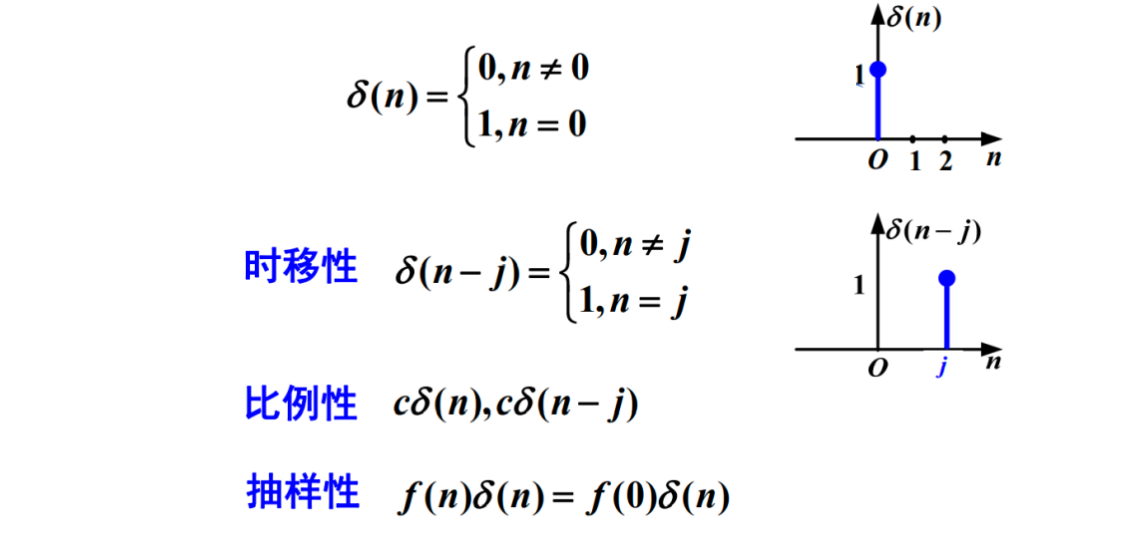 δ(n) = { 0, n ≠ 0
1, n = 0
δ(n)
1
O 1 2 n
时移性 δ(n − j) = { 0, n ≠ j
1, n = j
δ(n − j)
1
O j n
比例性 cδ(n), cδ(n − j)
抽样性 f(n)δ(n) = f(0)δ(n)